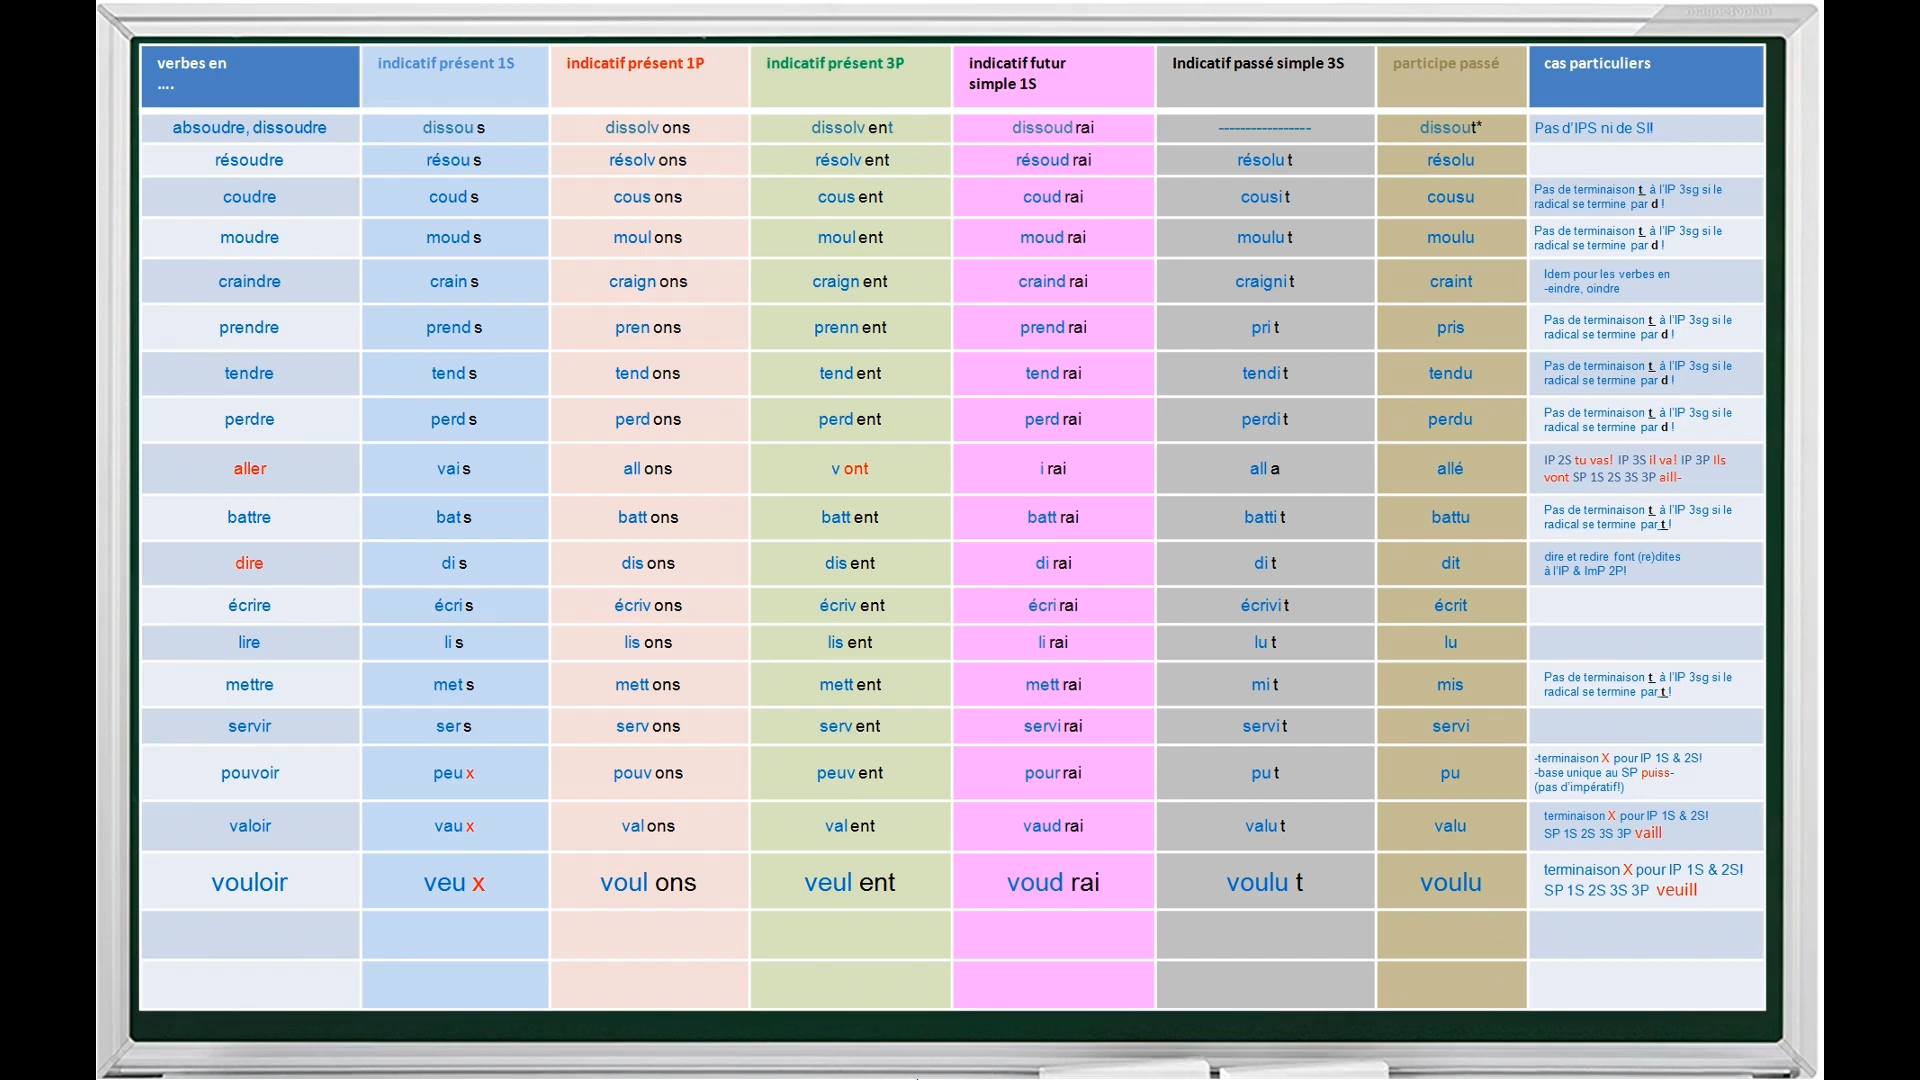 magnetoplan
verbes en indicatif présent 1S indicatif présent 1P indicatif présent 3P indicatif futur Indicatif passé simple 3S participe passé cas particuliers
.... simple 1S
absoudre, dissoudre dissou s dissolv ons dissolv ent dissoud rai ----------------- dissout* Pas d'IPS ni de SI!
résoudre résou s résolv ons résolv ent résoud rai résolu t résolu
coudre coud s cous ons cous ent coud rai cousi t cousu Pas de terminaison t à l'IP 3sg si le
radical se termine par d !
moudre moud s moul ons moul ent moud rai moulu t moulu Pas de terminaison t à l'IP 3sg si le
radical se termine par d !
craindre crain s craign ons craign ent craind rai craigni t craint Idem pour les verbes en
-eindre, oindre
prendre prend s pren ons prenn ent prend rai pri t pris Pas de terminaison t à l'IP 3sg si le
radical se termine par d !
tendre tend s tend ons tend ent tend rai tendi t tendu Pas de terminaison t à l'IP 3sg si le
radical se termine par d !
perdre perd s perd ons perd ent perd rai perdi t perdu Pas de terminaison t à l'IP 3sg si le
radical se termine par d !
aller vai s all ons v ont i rai all a allé IP 2S tu vas! IP 3S il va! IP 3P Ils
vont SP 1S 2S 3S 3P aill-
battre bat s batt ons batt ent batt rai batti t battu Pas de terminaison t à l'IP 3sg si le
radical se termine par t !
dire di s dis ons dis ent di rai di t dit dire et redire font (re)dites
à l'IP & ImP 2P!
écrire écri s écriv ons écriv ent écri rai écrivi t écrit
lire li s lis ons lis ent li rai lu t lu
mettre met s mett ons mett ent mett rai mi t mis Pas de terminaison t à l'IP 3sg si le
radical se termine par t !
servir ser s serv ons serv ent servi rai servi t servi
pouvoir peu x pouv ons peuv ent pour rai pu t pu -terminaison X pour IP 1S & 2S!
-base unique au SP puiss-
(pas d'impératif!)
valoir vau x val ons val ent vaud rai valu t valu terminaison X pour IP 1S & 2S!
SP 1S 2S 3S 3P vaill
vouloir veu x voul ons veul ent voud rai voulu t voulu terminaison X pour IP 1S & 2S!
SP 1S 2S 3S 3P veuill